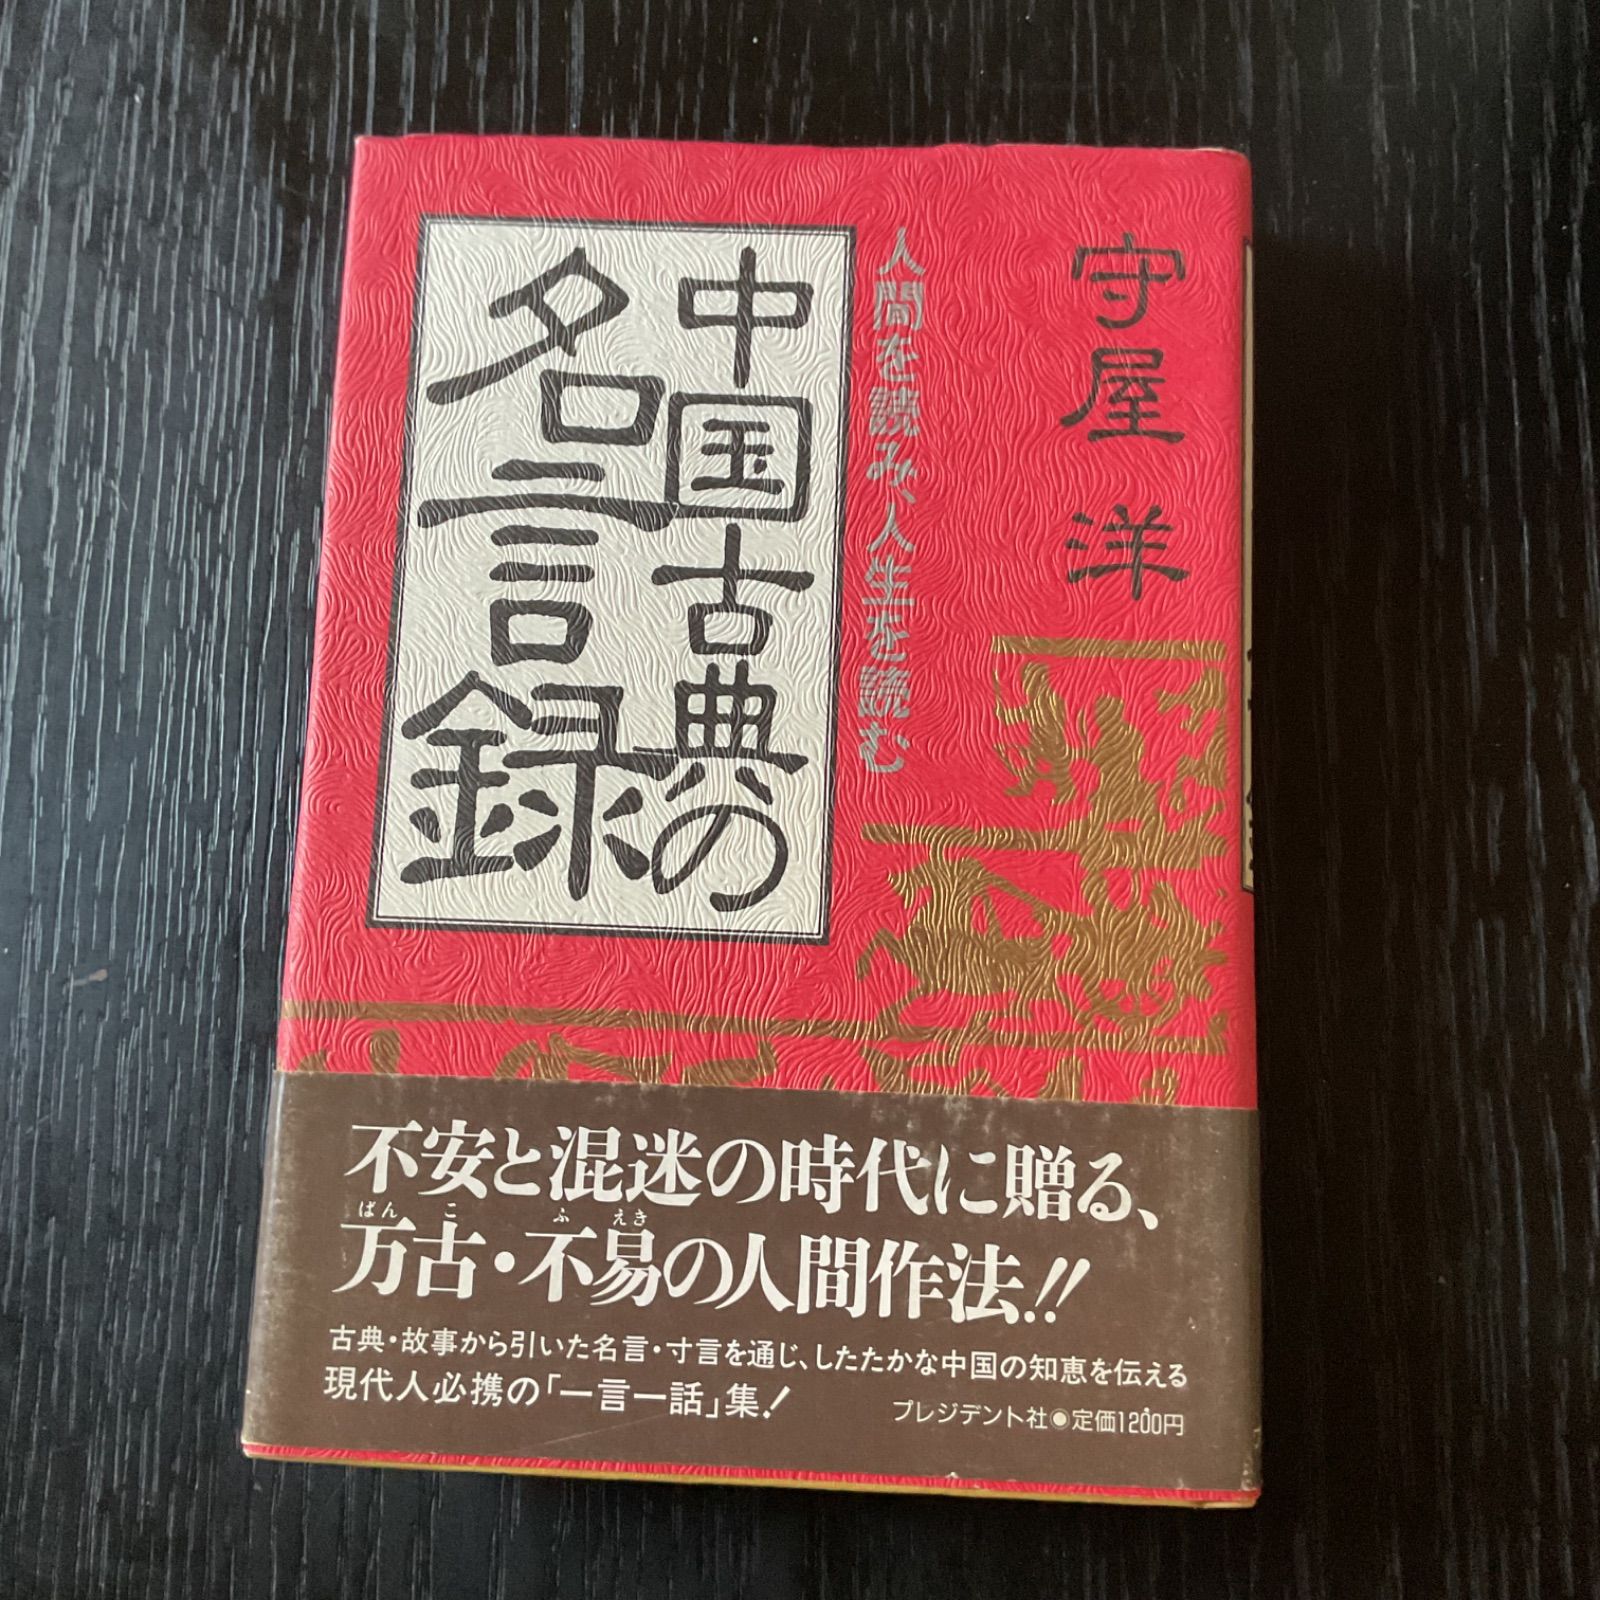 守屋 洋
人間を読み、人生を読む
中国古典の
名言録
不安と混迷の時代に贈る、
ばんこ ふえき
万古・不易の人間作法!!
古典・故事から引いた名言・寸言を通じ、したたかな中国の知恵を伝える
現代人必携の「一言一話」集!
プレジデント社◉定価1200円